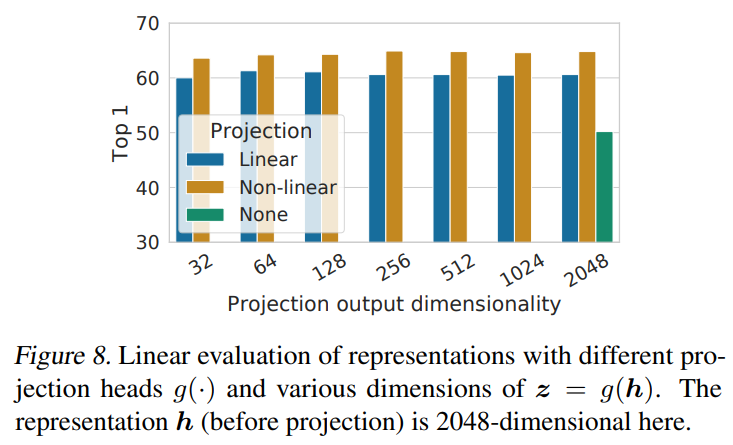 70
60
50
40
30
Top 1
Projection
Linear
Non-linear
None
32 64 128 256 512 1024 2048
Projection output dimensionality
Figure 8. Linear evaluation of representations with different pro-
jection heads g(·) and various dimensions of z = g(h). The
representation h (before projection) is 2048-dimensional here.